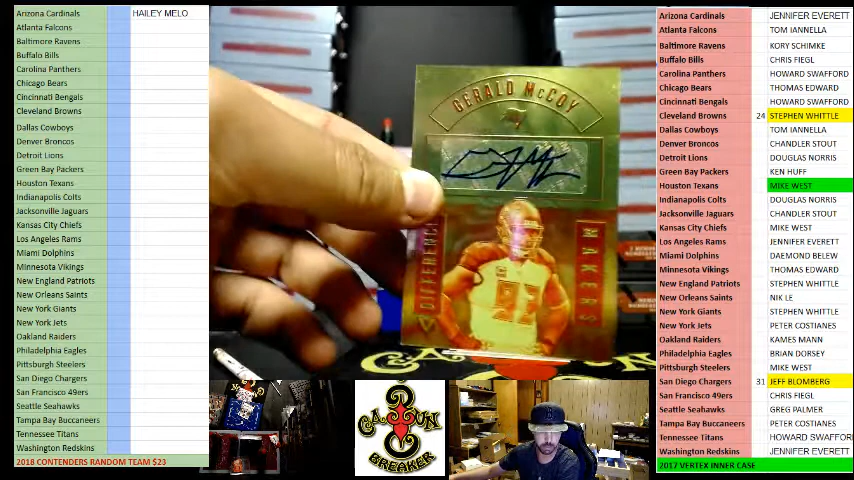 Arizona Cardinals HAILEY MELO
Atlanta Falcons
Baltimore Ravens
Buffalo Bills
Carolina Panthers
Chicago Bears
Cincinnati Bengals
Cleveland Browns
Dallas Cowboys
Denver Broncos
Detroit Lions
Green Bay Packers
Houston Texans
Indianapolis Colts
Jacksonville Jaguars
Kansas City Chiefs
Los Angeles Rams
Miami Dolphins
Minnesota Vikings
New England Patriots
New Orleans Saints
New York Giants
New York Jets
Oakland Raiders
Philadelphia Eagles
Pittsburgh Steelers
San Diego Chargers
San Francisco 49ers
Seattle Seahawks
Tampa Bay Buccaneers
Tennessee Titans
Washington Redskins
2018 CONTENDERS RANDOM TEAM $23
GERALD McCOY
DIFFERENCE
MAKERS
93
CAJUN
BREAKER
Arizona Cardinals JENNIFER EVERETT
Atlanta Falcons TOM IANNELLA
Baltimore Ravens KORY SCHIMKE
Buffalo Bills CHRIS FIEGL
Carolina Panthers HOWARD SWAFFORD
Chicago Bears THOMAS EDWARD
Cincinnati Bengals HOWARD SWAFFORD
Cleveland Browns 24 STEPHEN WHITTLE
Dallas Cowboys TOM IANNELLA
Denver Broncos CHANDLER STOUT
Detroit Lions DOUGLAS NORRIS
Green Bay Packers KEN HUFF
Houston Texans MIKE WEST
Indianapolis Colts DOUGLAS NORRIS
Jacksonville Jaguars CHANDLER STOUT
Kansas City Chiefs MIKE WEST
Los Angeles Rams JENNIFER EVERETT
Miami Dolphins DAEMOND BELEW
Minnesota Vikings THOMAS EDWARD
New England Patriots STEPHEN WHITTLE
New Orleans Saints NIK LE
New York Giants STEPHEN WHITTLE
New York Jets PETER COSTIANES
Oakland Raiders KAMES MANN
Philadelphia Eagles BRIAN DORSEY
Pittsburgh Steelers MIKE WEST
San Diego Chargers 31 JEFF BLOMBERG
San Francisco 49ers CHRIS FIEGL
Seattle Seahawks GREG PALMER
Tampa Bay Buccaneers PETER COSTIANES
Tennessee Titans HOWARD SWAFFOR
Washington Redskins JENNIFER EVERETT
2017 VERTEX INNER CASE